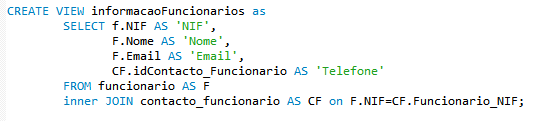 CREATE VIEW informacaoFuncionarios as
SELECT f.NIF AS 'NIF',
F.Nome AS 'Nome',
F.Email AS 'Email',
CF.idContacto_Funcionario AS 'Telefone'
FROM funcionario AS F
inner JOIN contacto_funcionario AS CF on F.NIF=CF.Funcionario_NIF;